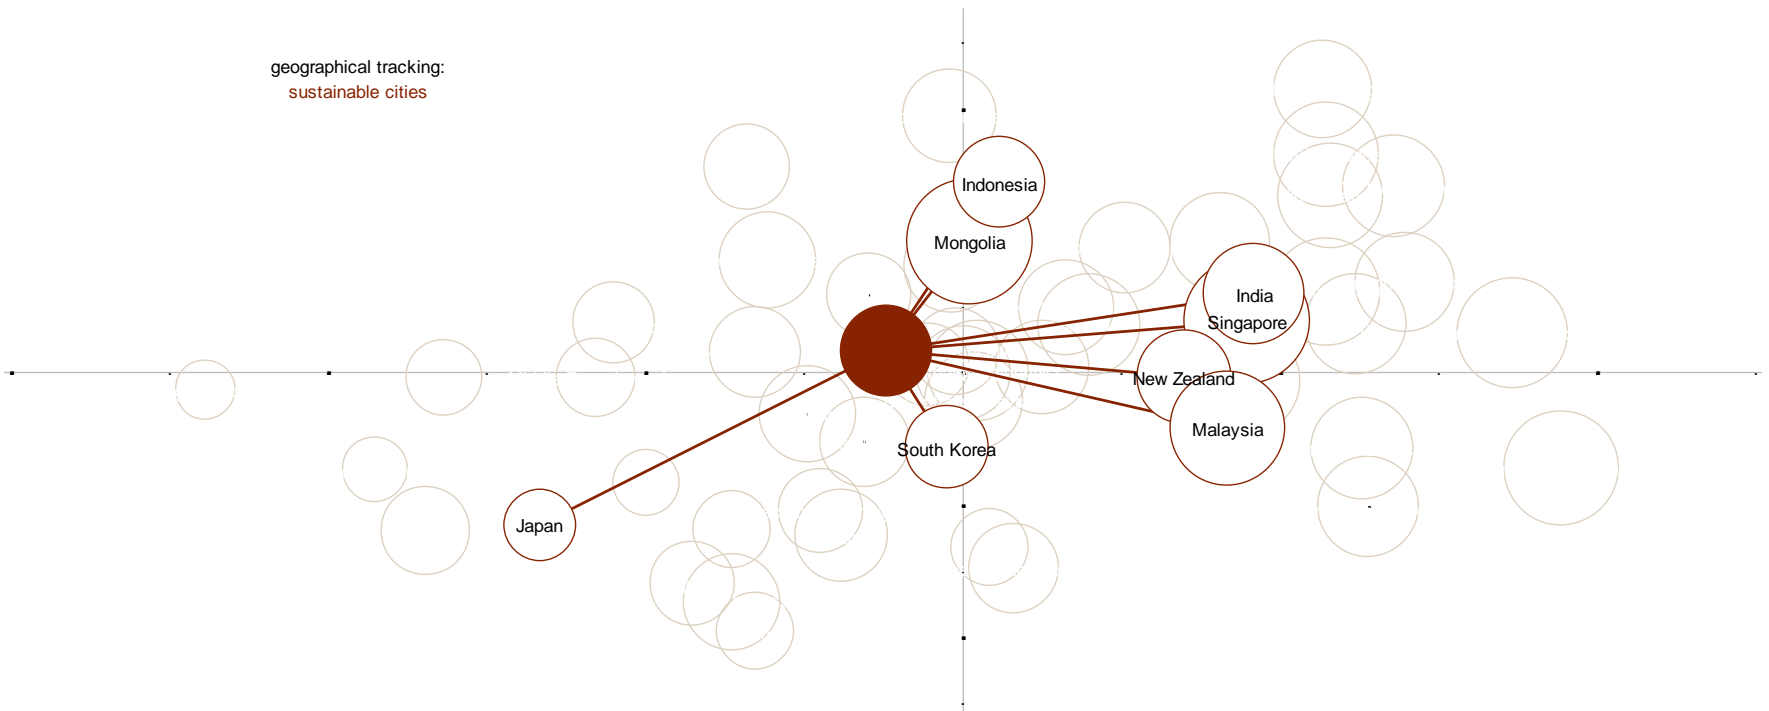 geographical tracking:
sustainable cities
Indonesia
Mongolia
India
Singapore
New Zealand
Malaysia
South Korea
Japan